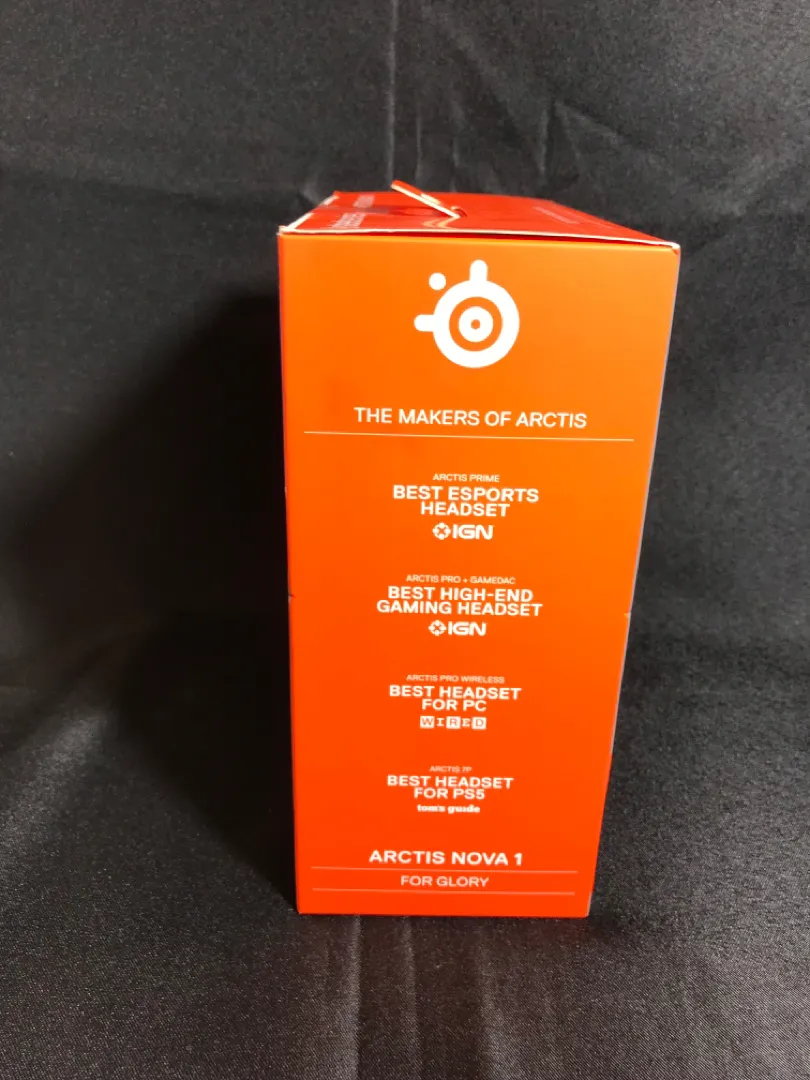 THE MAKERS OF ARCTIS
ARCTIS PRIME
BEST ESPORTS
HEADSET
IGN
ARCTIS PRO + GAMEDAC
BEST HIGH-END
GAMING HEADSET
IGN
ARCTIS PRO WIRELESS
BEST HEADSET
FOR PC
WIRED
ARCTIS 7P
BEST HEADSET
FOR PS5
tom's guide
ARCTIS NOVA 1
FOR GLORY